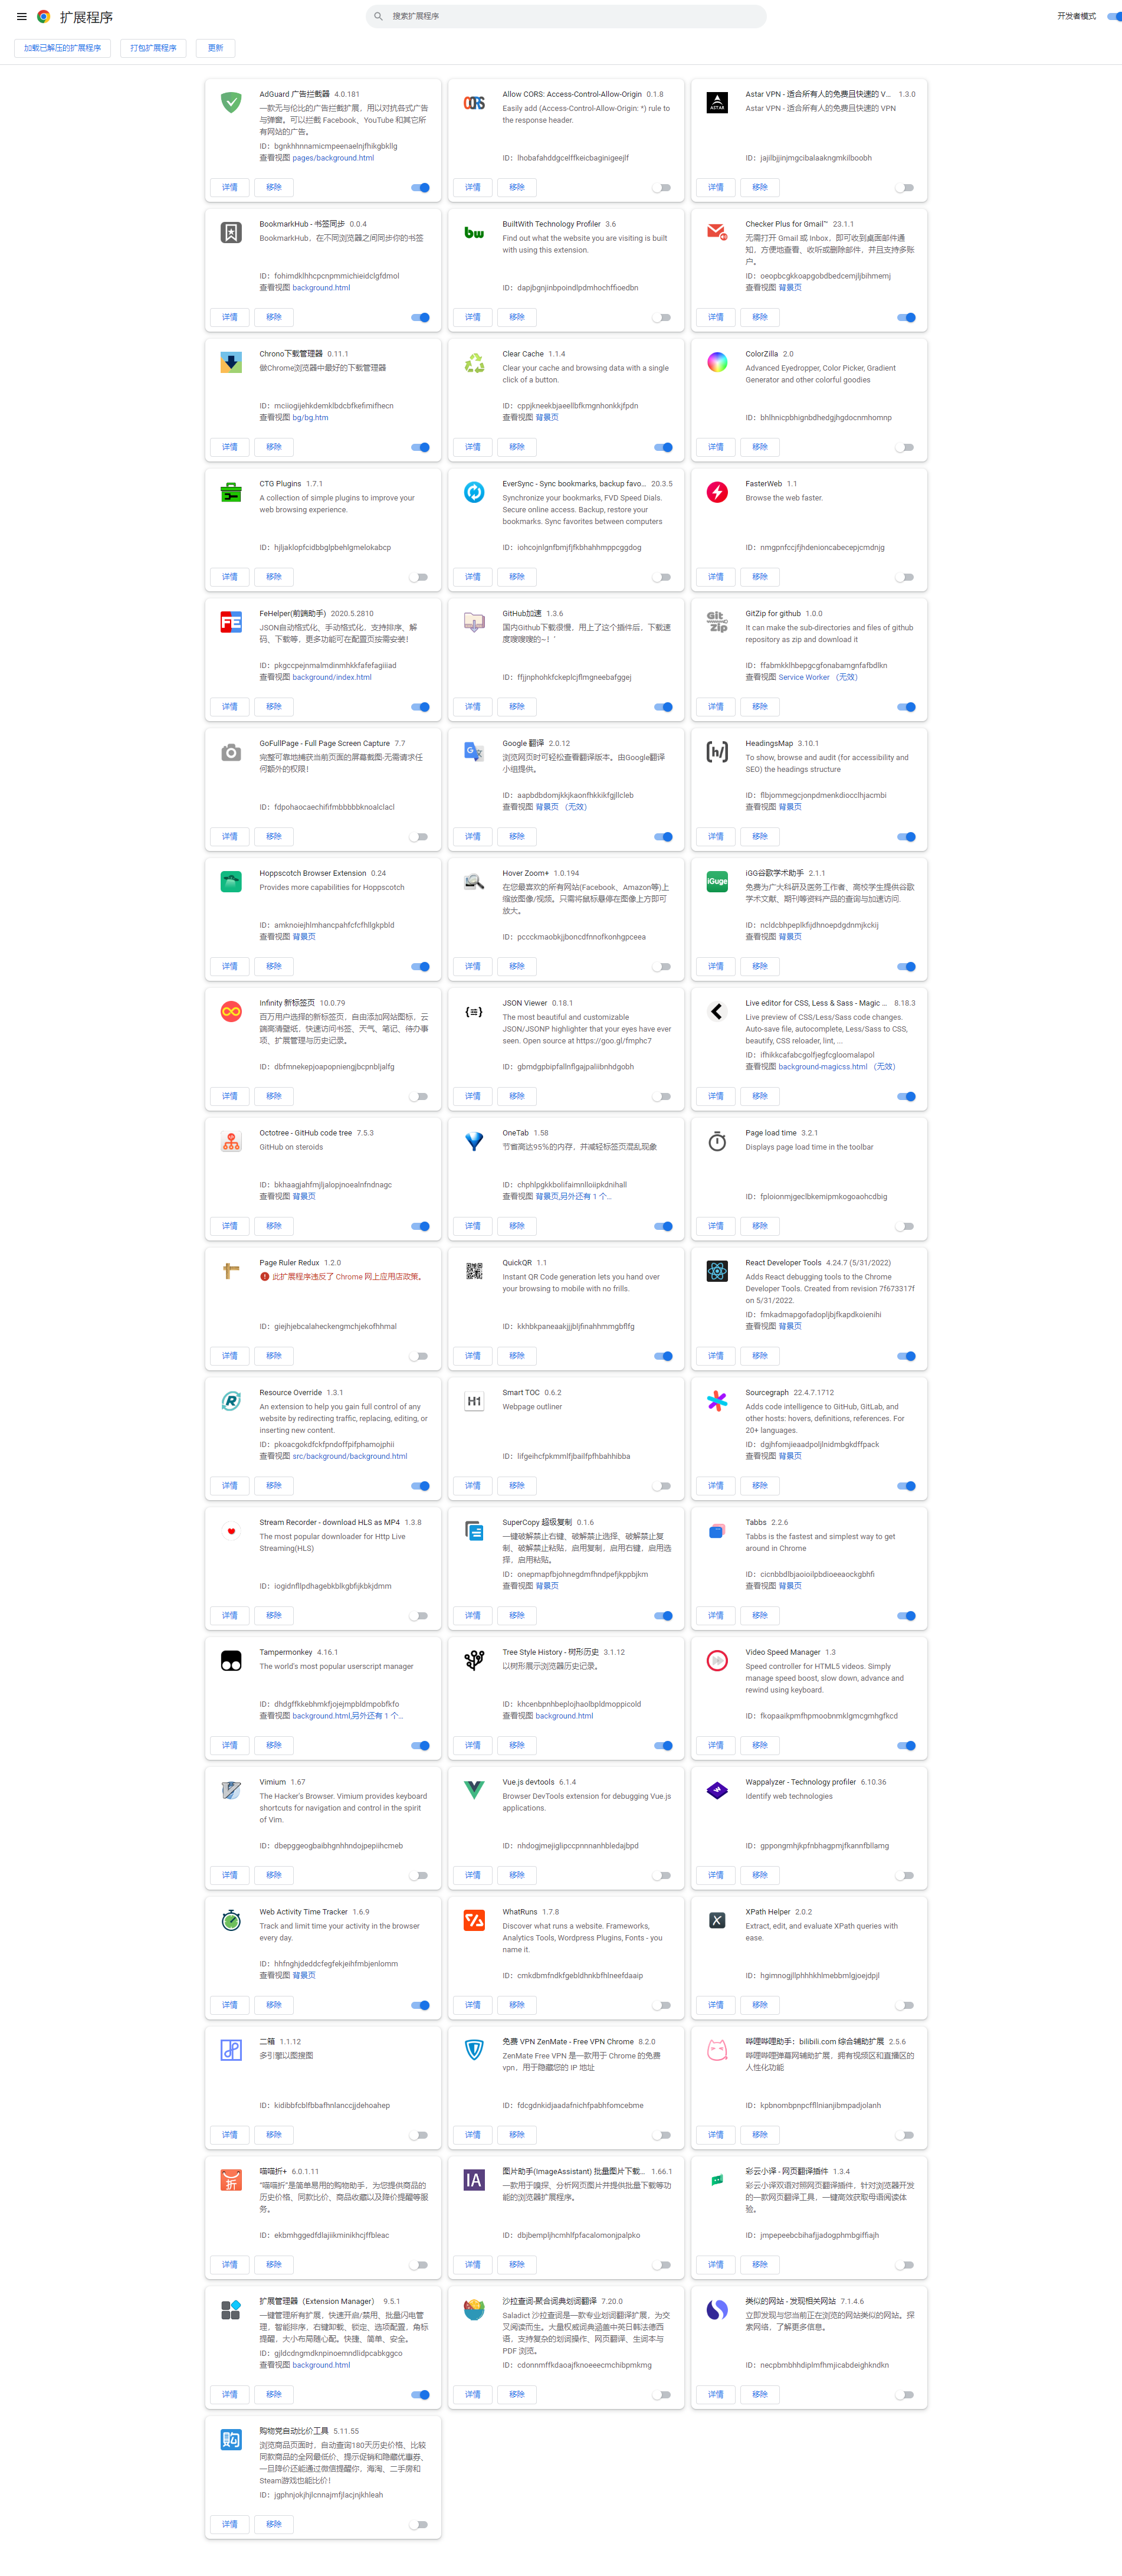 扩展程序
搜索扩展程序
开发者模式
加载已解压的扩展程序
打包扩展程序
更新
AdGuard 广告拦截器 4.0.181
一款无与伦比的广告拦截扩展，用以对抗各式广告
与弹窗。可以拦截 Facebook、YouTube 和其它所
有网站的广告。
ID：bgnkhhnnamicmpeenaelnjfhikgbkllg
查看视图 pages/background.html
详情
移除
Allow CORS: Access-Control-Allow-Origin 0.1.8
Easily add (Access-Control-Allow-Origin: *) rule to
the response header.
ID：lhobafahddgcelffkeicbaginigeejlf
详情
移除
Astar VPN - 适合所有人的免费且快速的 V... 1.3.0
Astar VPN - 适合所有人的免费且快速的 VPN
ID：jajilbjjinjmgcibalaakngmkilboobh
详情
移除
BookmarkHub - 书签同步 0.0.4
BookmarkHub，在不同浏览器之间同步你的书签
ID：fohimdklhhcpcnpmmichieidclgfdmol
查看视图 background.html
详情
移除
BuiltWith Technology Profiler 3.6
Find out what the website you are visiting is built
with using this extension.
ID：dapjbgnjinbpoindlpdmhochffioedbn
详情
移除
Checker Plus for Gmail™ 23.1.1
无需打开 Gmail 或 Inbox，即可收到桌面邮件通
知，方便地查看、收听或删除邮件，并且支持多账
户。
ID：oeopbcgkkoapgobdbedcemjljbihmemj
查看视图 背景页
详情
移除
Chrono下载管理器 0.11.1
做Chrome浏览器中最好的下载管理器
ID：mciiogijehkdemklbdcbfkefimifhecn
查看视图 bg/bg.htm
详情
移除
Clear Cache 1.1.4
Clear your cache and browsing data with a single
click of a button.
ID：cppjkneekbjaeellbfkmgnhonkkjfpdn
查看视图 背景页
详情
移除
ColorZilla 2.0
Advanced Eyedropper, Color Picker, Gradient
Generator and other colorful goodies
ID：bhlhnicpbhignbdhedgjhgdocnmhomnp
详情
移除
CTG Plugins 1.7.1
A collection of simple plugins to improve your
web browsing experience.
ID：hjljaklopfcidbbglpbehlgmelokabcp
详情
移除
EverSync - Sync bookmarks, backup favo... 20.3.5
Synchronize your bookmarks, FVD Speed Dials.
Secure online access. Backup, restore your
bookmarks. Sync favorites between computers
ID：iohcojnlgnfbmjfjfkbhahhmppcggdog
详情
移除
FasterWeb 1.1
Browse the web faster.
ID：nmgpnfccjfjhdenioncabecepjcmdnjg
详情
移除
FeHelper(前端助手) 2020.5.2810
JSON自动格式化、手动格式化，支持排序、解
码、下载等，更多功能可在配置页按需安装！
ID：pkgccpejnmalmdinmhkkfafefagiiiad
查看视图 background/index.html
详情
移除
GitHub加速 1.3.6
国内Github下载很慢，用上了这个插件后，下载速
度嗖嗖嗖的~！'
ID：ffjjnphohkfckeplcjflmgneebafggej
详情
移除
GitZip for github 1.0.0
It can make the sub-directories and files of github
repository as zip and download it
ID：ffabmkklhbepgcgfonabamgnfafbdlkn
查看视图 Service Worker （无效）
详情
移除
GoFullPage - Full Page Screen Capture 7.7
完整可靠地捕获当前页面的屏幕截图-无需请求任
何额外的权限！
ID：fdpohaocaechififmbbbbbknoalclacl
详情
移除
Google 翻译 2.0.12
浏览网页时可轻松查看翻译版本。由Google翻译
小组提供。
ID：aapbdbdomjkkjkaonfhkkikfgjllcleb
查看视图 背景页 （无效）
详情
移除
HeadingsMap 3.10.1
To show, browse and audit (for accessibility and
SEO) the headings structure
ID：flbjommegcjonpdmenkdiocclhjacmbi
查看视图 背景页
详情
移除
Hoppscotch Browser Extension 0.24
Provides more capabilities for Hoppscotch
ID：amknoiejhlmhancpahfcfcfhllgkpbld
查看视图 背景页
详情
移除
Hover Zoom+ 1.0.194
在您最喜欢的所有网站(Facebook、Amazon等)上
缩放图像/视频。只需将鼠标悬停在图像上方即可
放大。
ID：pccckmaobkjjboncdfnnofkonhgpceea
详情
移除
iGG谷歌学术助手 2.1.1
免费为广大科研及医务工作者、高校学生提供谷歌
学术文献、期刊等资料产品的查询与加速访问.
ID：ncldcbhpeplkfijdhnoepdgdnmjkckij
查看视图 背景页
详情
移除
Infinity 新标签页 10.0.79
百万用户选择的新标签页，自由添加网站图标，云
端高清壁纸，快速访问书签、天气、笔记、待办事
项、扩展管理与历史记录。
ID：dbfmnekepjoapopniengjbcpnbljalfg
详情
移除
JSON Viewer 0.18.1
The most beautiful and customizable
JSON/JSONP highlighter that your eyes have ever
seen. Open source at https://goo.gl/fmphc7
ID：gbmdgpbipfallnflgajpaliibnhdgobh
详情
移除
Live editor for CSS, Less & Sass - Magic ... 8.18.3
Live preview of CSS/Less/Sass code changes.
Auto-save file, autocomplete, Less/Sass to CSS,
beautify, CSS reloader, lint, ...
ID：ifhikkcafabcgolfjegfcgloomalapol
查看视图 background-magicss.html （无效）
详情
移除
Octotree - GitHub code tree 7.5.3
GitHub on steroids
ID：bkhaagjahfmjljalopjnoealnfndnagc
查看视图 背景页
详情
移除
OneTab 1.58
节省高达95％的内存，并减轻标签页混乱现象
ID：chphlpgkkbolifaimnlloiipkdnihall
查看视图 背景页,另外还有 1 个...
详情
移除
Page load time 3.2.1
Displays page load time in the toolbar
ID：fploionmjgeclbkemipmkogoaohcdbig
详情
移除
Page Ruler Redux 1.2.0
此扩展程序违反了 Chrome 网上应用店政策。
ID：giejhjebcalaheckengmchjekofhhmal
详情
移除
QuickQR 1.1
Instant QR Code generation lets you hand over
your browsing to mobile with no frills.
ID：kkhbkpaneaakjjjbljfinahhmmgbflfg
详情
移除
React Developer Tools 4.24.7 (5/31/2022)
Adds React debugging tools to the Chrome
Developer Tools. Created from revision 7f673317f
on 5/31/2022.
ID：fmkadmapgofadopljbjfkapdkoienihi
查看视图 背景页
详情
移除
Resource Override 1.3.1
An extension to help you gain full control of any
website by redirecting traffic, replacing, editing, or
inserting new content.
ID：pkoacgokdfckfpndoffpifphamojphii
查看视图 src/background/background.html
详情
移除
Smart TOC 0.6.2
Webpage outliner
ID：lifgeihcfpkmmlfjbailfpfhbahhibba
详情
移除
Sourcegraph 22.4.7.1712
Adds code intelligence to GitHub, GitLab, and
other hosts: hovers, definitions, references. For
20+ languages.
ID：dgjhfomjieaadpoljlnidmbgkdffpack
查看视图 背景页
详情
移除
Stream Recorder - download HLS as MP4 1.3.8
The most popular downloader for Http Live
Streaming(HLS)
ID：iogidnfllpdhagebkblkgbfijkbkjdmm
详情
移除
SuperCopy 超级复制 0.1.6
一键破解禁止右键、破解禁止选择、破解禁止复
制、破解禁止粘贴，启用复制，启用右键，启用选
择，启用粘贴。
ID：onepmapfbjohnegdmfhndpefjkppbjkm
查看视图 背景页
详情
移除
Tabbs 2.2.6
Tabbs is the fastest and simplest way to get
around in Chrome
ID：cicnbbdlbjaoioilpbdioeeaockgbhfi
查看视图 背景页
详情
移除
Tampermonkey 4.16.1
The world's most popular userscript manager
ID：dhdgffkkebhmkfjojejmpbldmpobfkfo
查看视图 background.html,另外还有 1 个...
详情
移除
Tree Style History - 树形历史 3.1.12
以树形展示浏览器历史记录。
ID：khcenbpnhbeplojhaolbpldmoppicold
查看视图 background.html
详情
移除
Video Speed Manager 1.3
Speed controller for HTML5 videos. Simply
manage speed boost, slow down, advance and
rewind using keyboard.
ID：fkopaaikpmfhpmoobnmklgmcgmhgfkcd
详情
移除
Vimium 1.67
The Hacker's Browser. Vimium provides keyboard
shortcuts for navigation and control in the spirit
of Vim.
ID：dbepggeogbaibhgnhhndojpepiihcmeb
详情
移除
Vue.js devtools 6.1.4
Browser DevTools extension for debugging Vue.js
applications.
ID：nhdogjmejiglipccpnnnanhbledajbpd
详情
移除
Wappalyzer - Technology profiler 6.10.36
Identify web technologies
ID：gppongmhjkpfnbhagpmjfkannfbllamg
详情
移除
Web Activity Time Tracker 1.6.9
Track and limit time your activity in the browser
every day.
ID：hhfnghjdeddcfegfekjeihfmbjenlomm
查看视图 背景页
详情
移除
WhatRuns 1.7.8
Discover what runs a website. Frameworks,
Analytics Tools, Wordpress Plugins, Fonts - you
name it.
ID：cmkdbmfndkfgebldhnkbfhlneefdaaip
详情
移除
XPath Helper 2.0.2
Extract, edit, and evaluate XPath queries with
ease.
ID：hgimnogjllphhhkhlmebbmlgjoejdpjl
详情
移除
二箱 1.1.12
多引擎以图搜图
ID：kidibbfcblfbbafhnlanccjjdehoahep
详情
移除
免费 VPN ZenMate - Free VPN Chrome 8.2.0
ZenMate Free VPN 是一款用于 Chrome 的免费
vpn，用于隐藏您的 IP 地址
ID：fdcgdnkidjaadafnichfpabhfomcebme
详情
移除
哔哩哔哩助手：bilibili.com 综合辅助扩展 2.5.6
哔哩哔哩弹幕网辅助扩展，拥有视频区和直播区的
人性化功能
ID：kpbnombpnpcffllnianjibmpadjolanh
详情
移除
喵喵折+ 6.0.1.11
“喵喵折”是简单易用的购物助手，为您提供商品的
历史价格、同款比价、商品收藏以及降价提醒等服
务。
ID：ekbmhggedfdlajiikminikhcjffbleac
详情
移除
图片助手(ImageAssistant) 批量图片下载... 1.66.1
一款用于嗅探、分析网页图片并提供批量下载等功
能的浏览器扩展程序。
ID：dbjbempljhcmhlfpfacalomonjpalpko
详情
移除
彩云小译 - 网页翻译插件 1.3.4
彩云小译双语对照网页翻译插件，针对浏览器开发
的一款网页翻译工具，一键高效获取母语阅读体
验。
ID：jmpepeebcbihafjjadogphmbgiffiajh
详情
移除
扩展管理器（Extension Manager） 9.5.1
一键管理所有扩展，快速开启/禁用、批量闪电管
理，智能排序，右键卸载、锁定、选项配置，角标
提醒，大小布局随心配。快捷、简单、安全。
ID：gjldcdngmdknpinoemndlidpcabkggco
查看视图 background.html
详情
移除
沙拉查词-聚合词典划词翻译 7.20.0
Saladict 沙拉查词是一款专业划词翻译扩展，为交
叉阅读而生。大量权威词典涵盖中英日韩法德西
语，支持复杂的划词操作、网页翻译、生词本与
PDF 浏览。
ID：cdonnmffkdaoajfknoeeecmchibpmkmg
详情
移除
类似的网站 - 发现相关网站 7.1.4.6
立即发现与您当前正在浏览的网站类似的网站。探
索网络，了解更多信息。
ID：necpbmbhhdiplmfhmjicabdeighkndkn
详情
移除
购物党自动比价工具 5.11.55
浏览商品页面时，自动查询180天历史价格、比较
同款商品的全网最低价、提示促销和隐藏优惠券、
一旦降价还能通过微信提醒你，海淘、二手房和
Steam游戏也能比价！
ID：jgphnjokjhjlcnnajmfjlacjnjkhleah
详情
移除